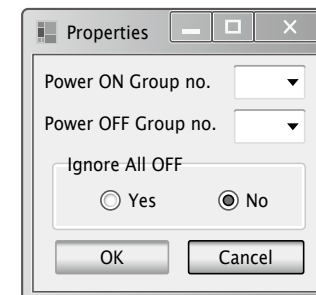 Properties
Power ON Group no.
Power OFF Group no.
Ignore All OFF
Yes No
OK Cancel